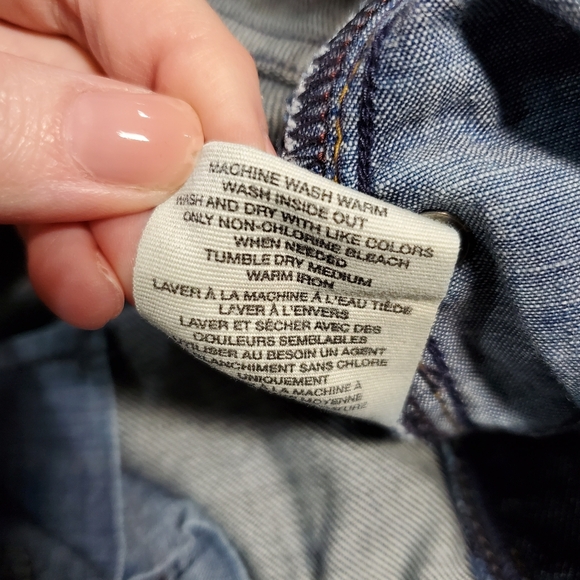 MACHINE WASH WARM
WASH INSIDE OUT
WASH AND DRY WITH LIKE COLORS
ONLY NON-CHLORINE BLEACH
WHEN NEEDED
TUMBLE DRY MEDIUM
WARM IRON
LAVER À LA MACHINE À L'EAU TIÈDE
LAVER À L'ENVERS
LAVER ET SÉCHER AVEC DES
COULEURS SEMBLABLES
UTILISER AU BESOIN UN AGENT
BLANCHIMENT SANS CHLORE
UNIQUEMENT
À LA MACHINE À
MOYENNE